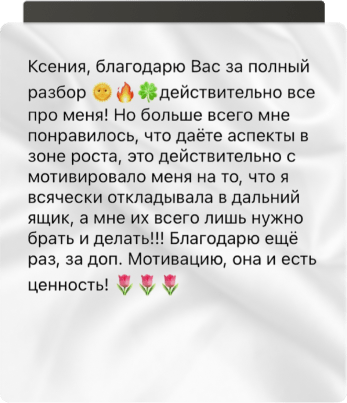 Ксения, благодарю Вас за полный
разбор 🌝🔥🍀действительно все
про меня! Но больше всего мне
понравилось, что даёте аспекты в
зоне роста, это действительно с
мотивировало меня на то, что я
всячески откладывала в дальний
ящик, а мне их всего лишь нужно
брать и делать!!! Благодарю ещё
раз, за доп. Мотивацию, она и есть
ценность! 🌷🌷🌷